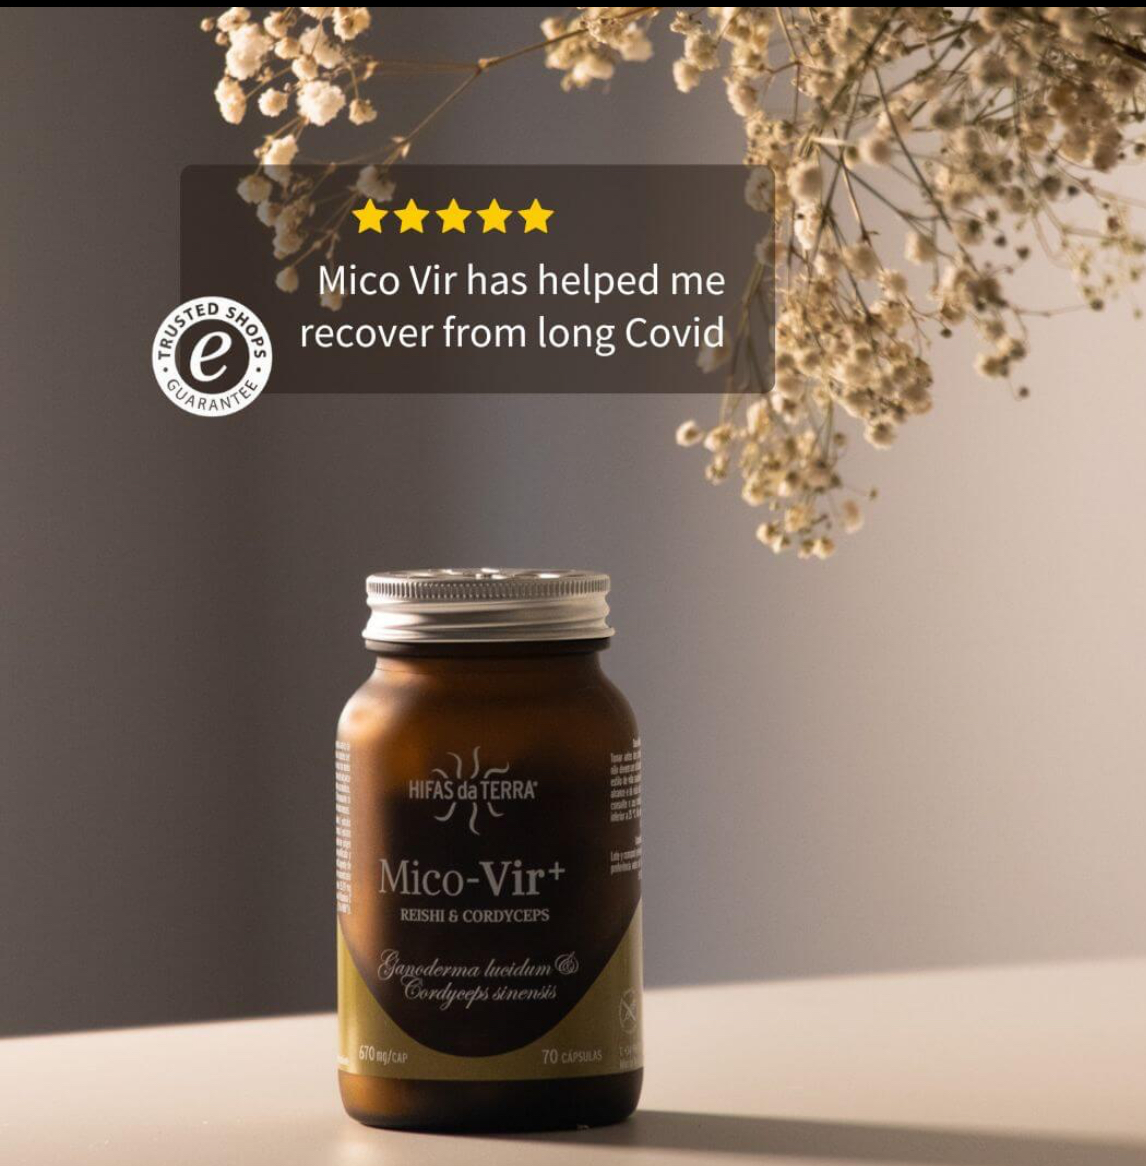 Mico Vir has helped me
recover from long Covid
TRUSTED SHOPS
e
GUARANTEE
HIFAS da TERRA®
Mico-Vir+
REISHI & CORDYCEPS
Ganoderma lucidum &
Cordyceps sinensis
670 mg/CAP
70 CÁPSULAS